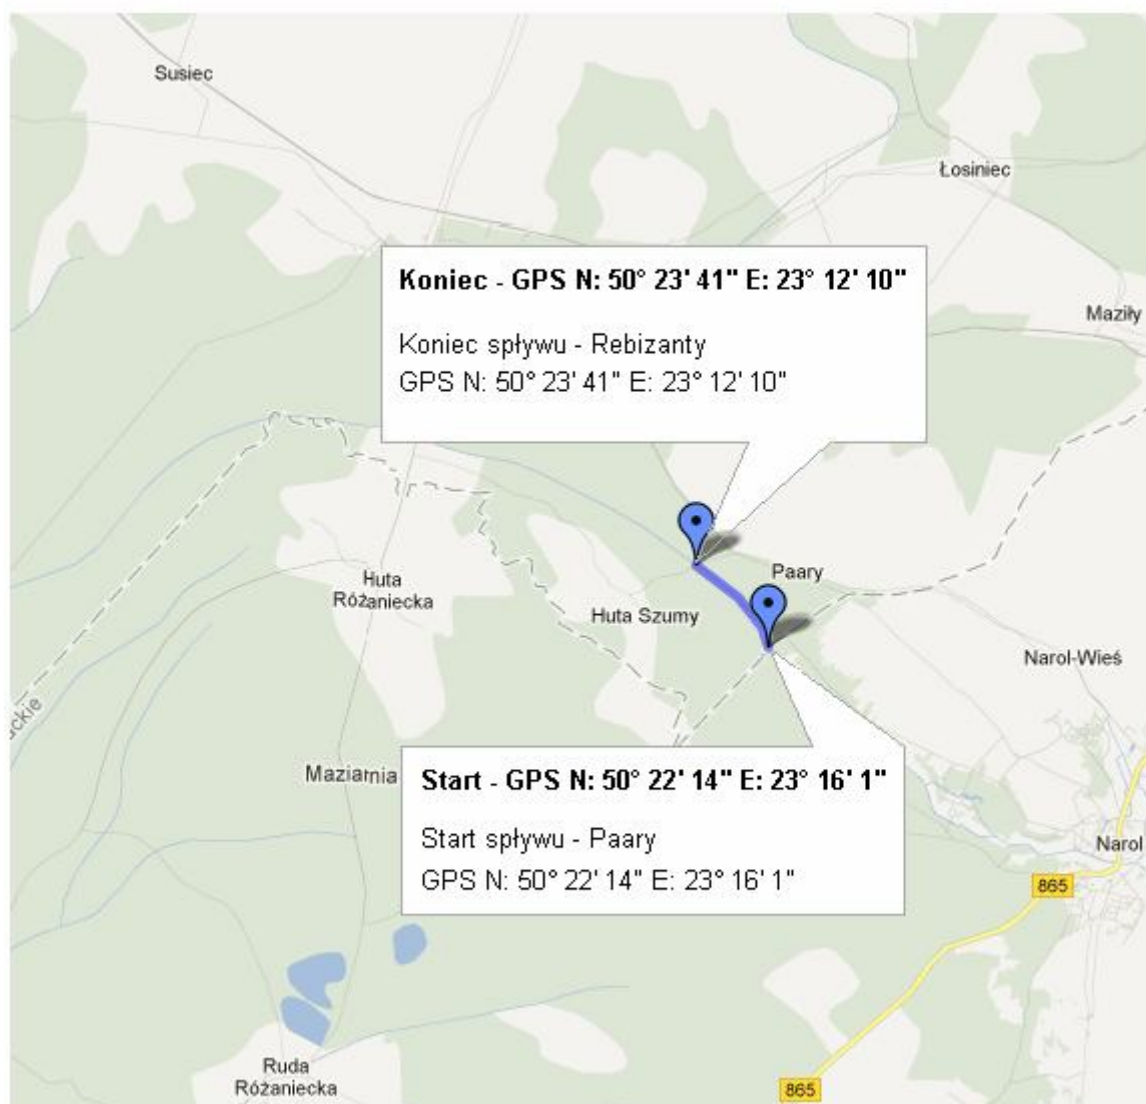 Susiec
Łosiniec
Koniec - GPS N: 50° 23' 41" E: 23° 12' 10"
Koniec spływu - Rebizanty
GPS N: 50° 23' 41" E: 23° 12' 10"
Maziły
Paary
Huta
Różaniecka
Huta Szumy
Narol-Wieś
uckie
Maziarnia
Start - GPS N: 50° 22' 14" E: 23° 16' 1"
Start spływu - Paary
GPS N: 50° 22' 14" E: 23° 16' 1"
Narol
865
Ruda
Różaniecka
865